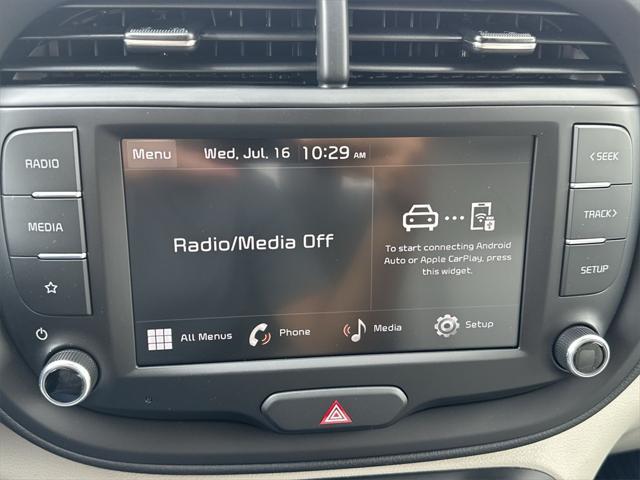 RADIO
MEDIA
Menu
Wed, Jul. 16 10:29 AM
Radio/Media Off
To start connecting Android
Auto or Apple CarPlay, press
this widget.
All Menus
Phone
Media
Setup
< SEEK
TRACK >
SETUP